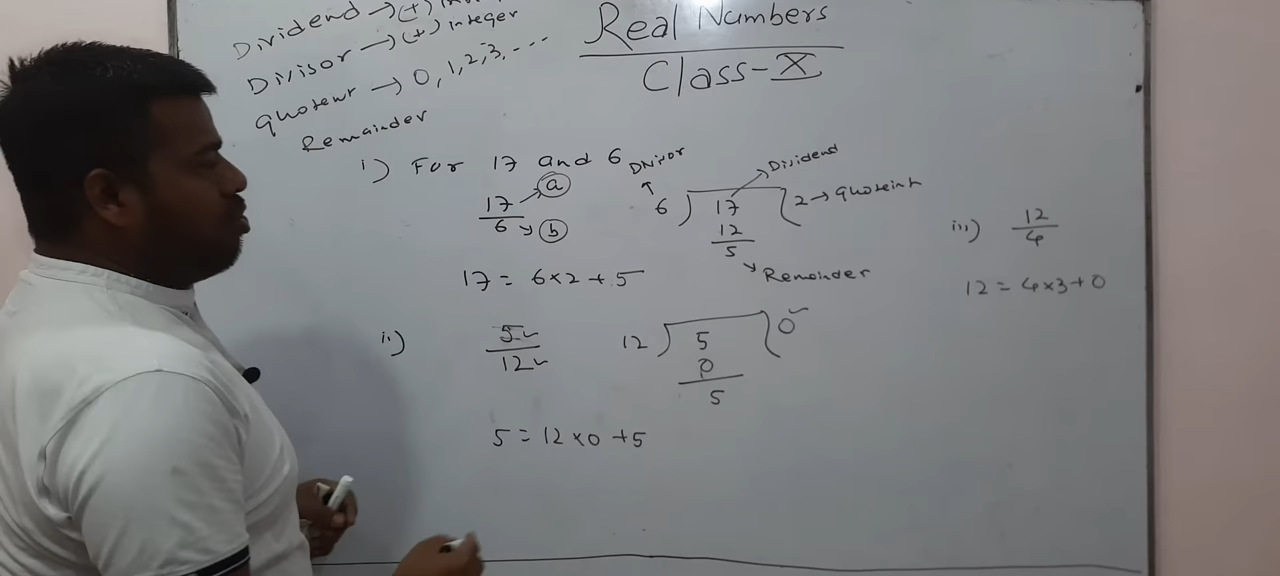 Real Numbers
Class-X
Dividend → (+)
Divisor → (+) integer
quotent → 0, 1, 2, 3, ---
Remainder
i) For 17 and 6
17 → a
6 → b
Divisor
6 ) 17 ( 2 → quoteint
Dividend
12
5
Remainder
17 = 6×2 + 5
ii) 5✓
12✓
12 ) 5 ( 0✓
0
5
5 = 12×0 + 5
iii) 12
4
12 = 4×3+0